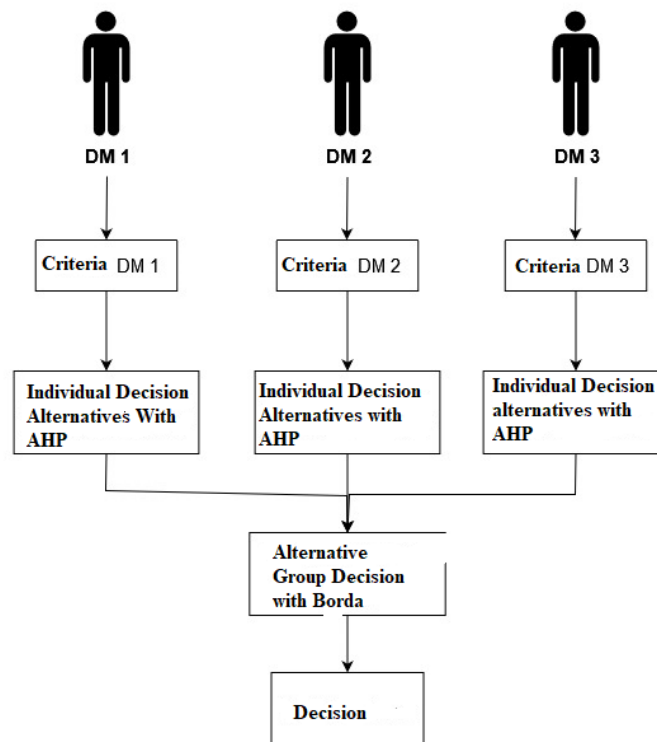 DM 1
DM 2
DM 3
Criteria DM 1
Criteria DM 2
Criteria DM 3
Individual Decision
Alternatives With
AHP
Individual Decision
Alternatives with
AHP
Individual Decision
alternatives with
AHP
Alternative
Group Decision
with Borda
Decision